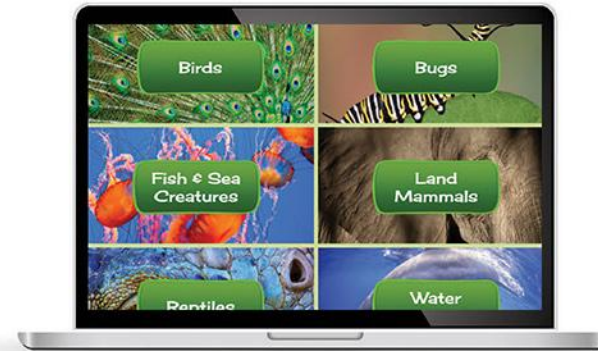 Birds
Bugs
Fish & Sea
Creatures
Land
Mammals
Reptiles
Water